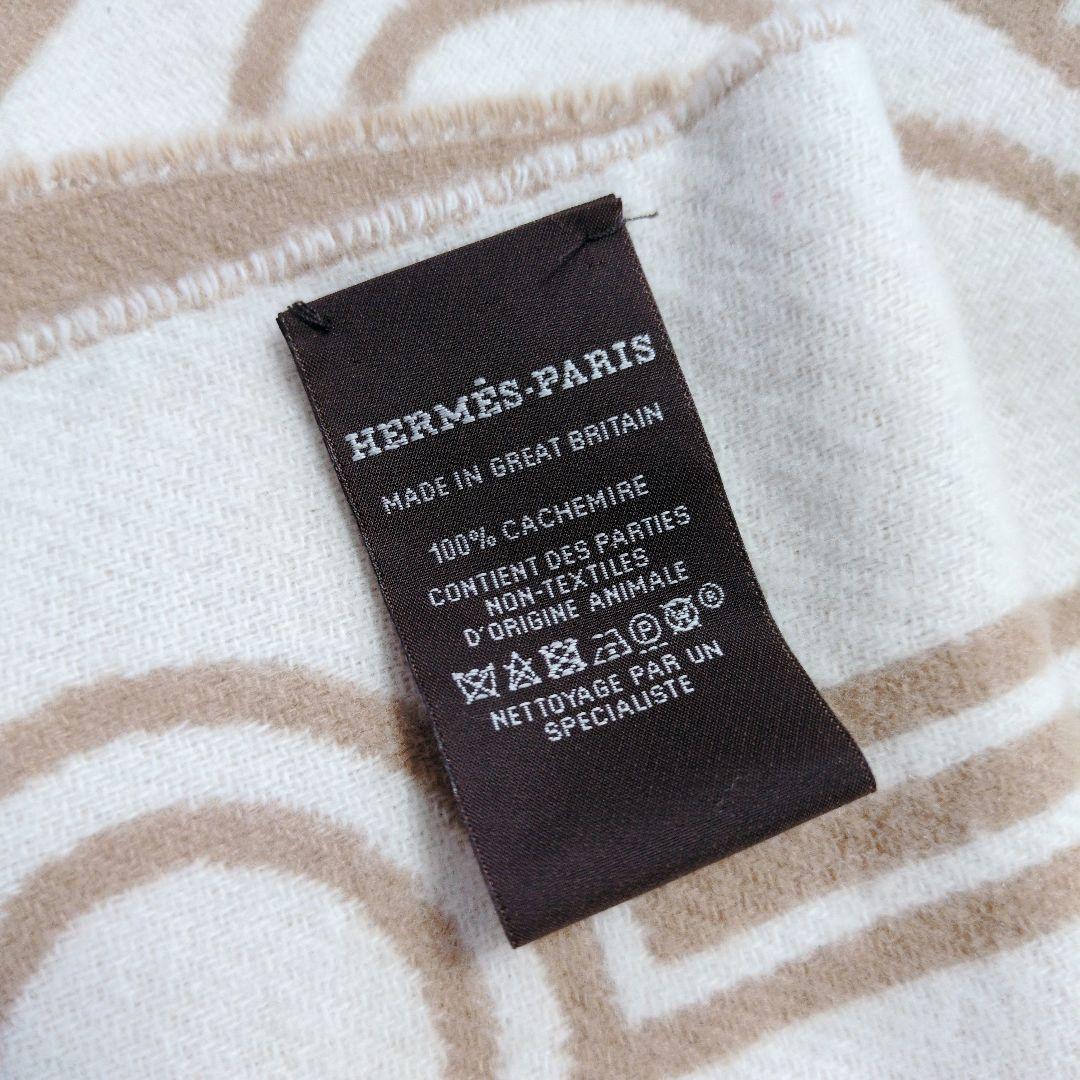 HERMÈS-PARIS
MADE IN GREAT BRITAIN
100% CACHEMIRE
CONTIENT DES PARTIES
NON-TEXTILES
D'ORIGINE ANIMALE
P W ®
NETTOYAGE PAR UN
SPECIALISTE